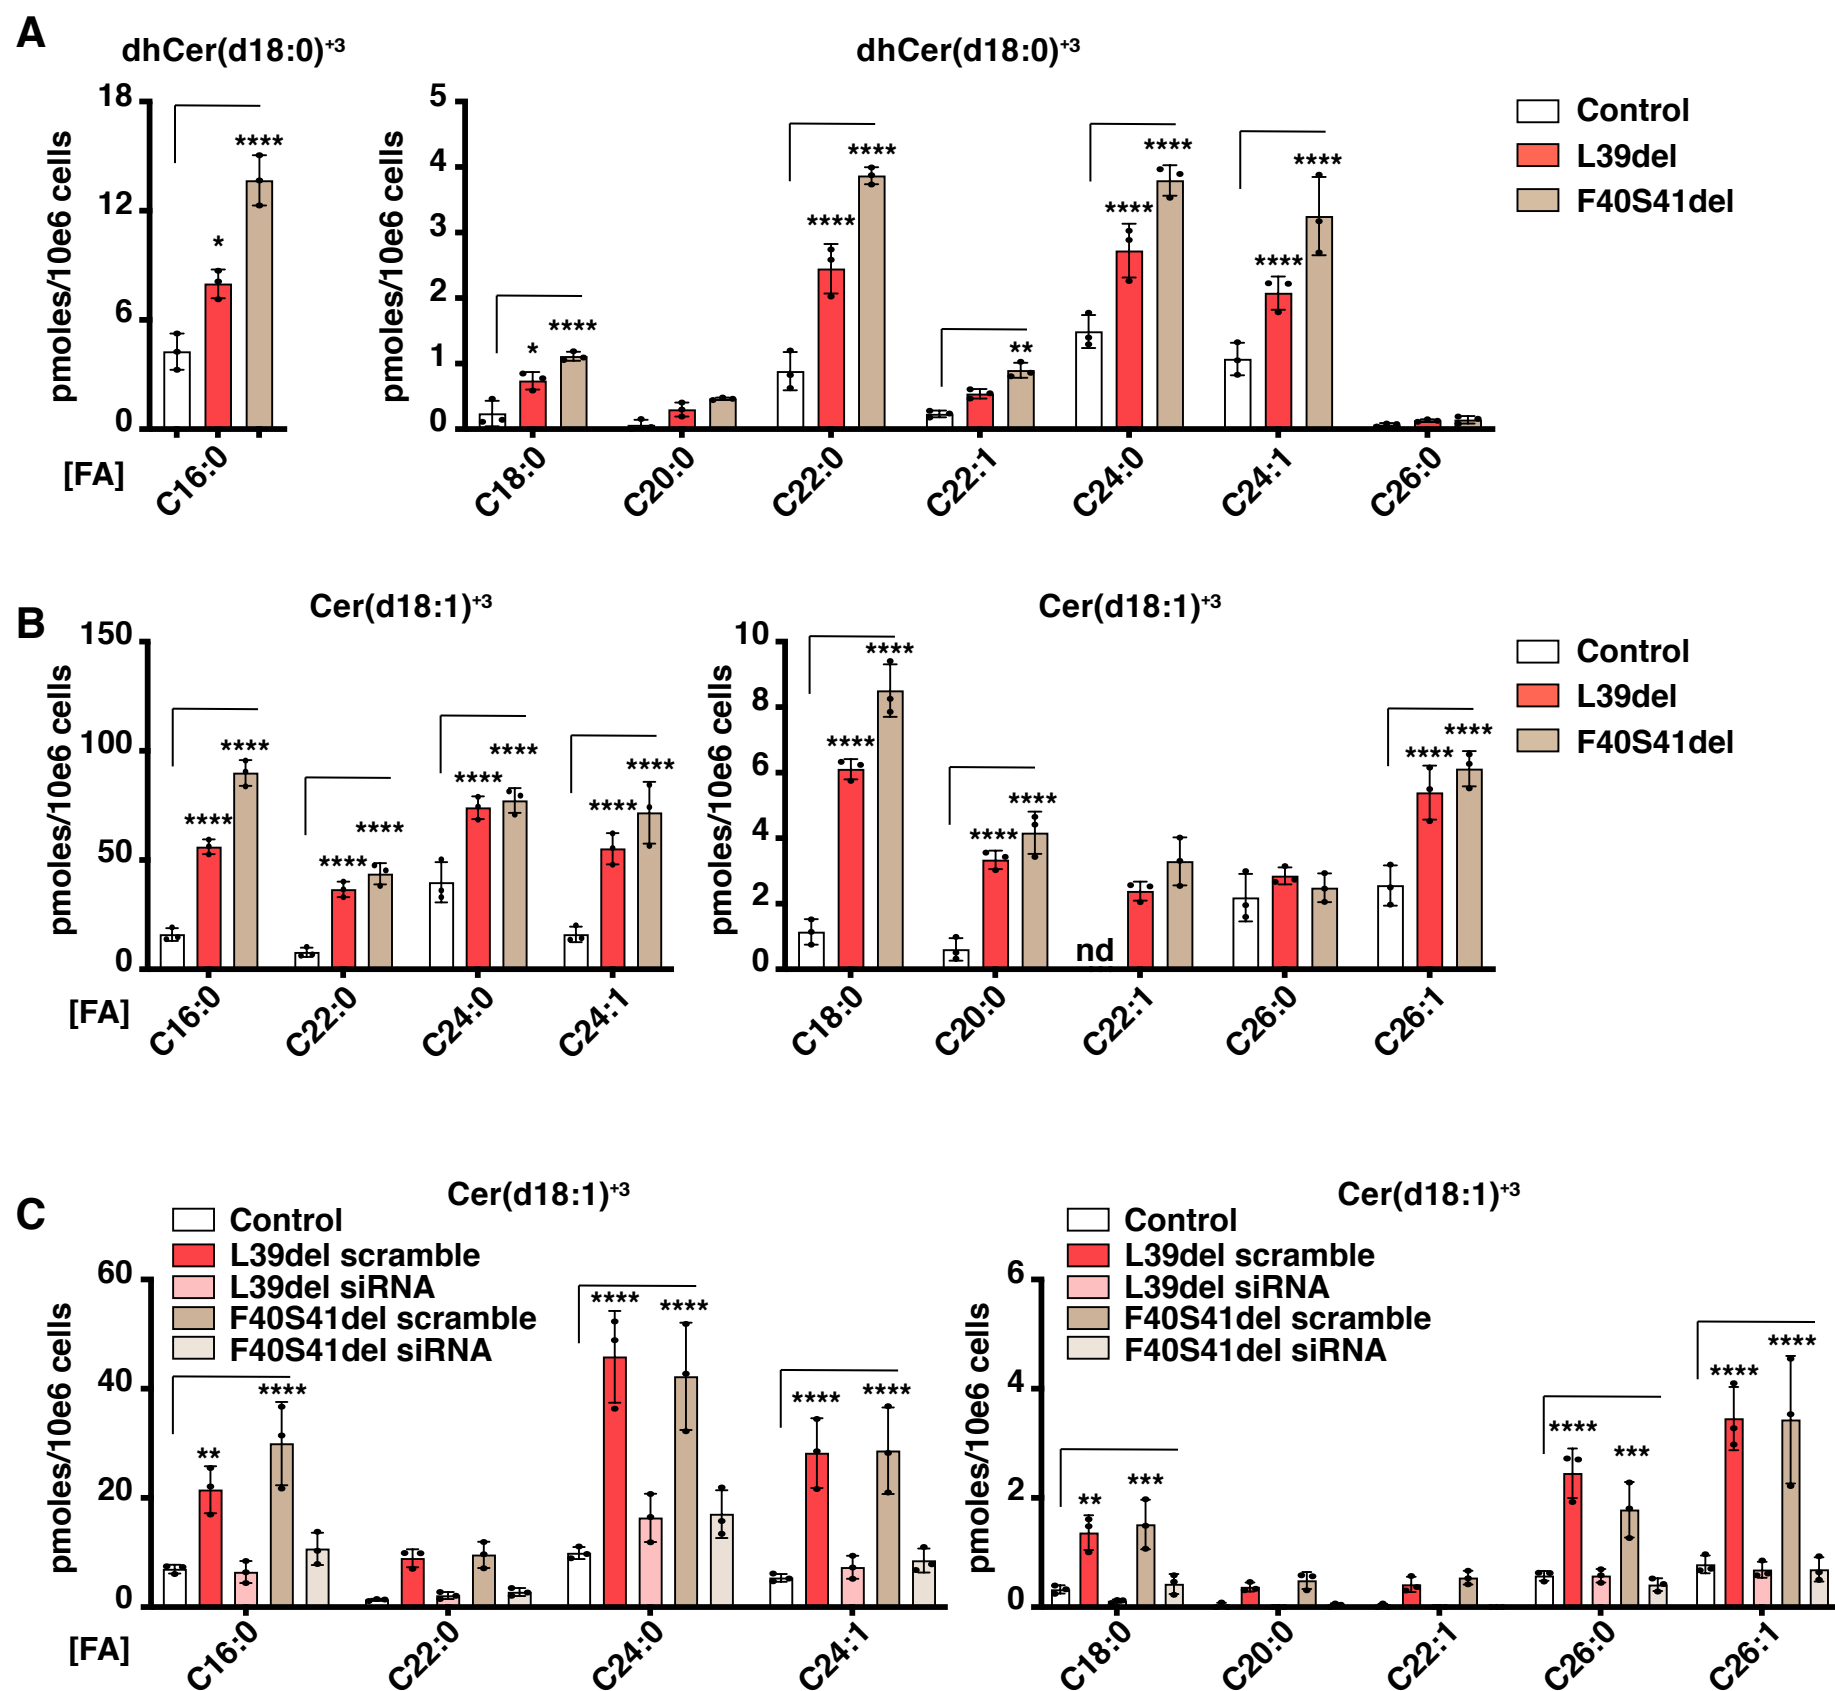 A
dhCer(d18:0)+3
dhCer(d18:0)+3
pmoles/10e6 cells
18
12
6
0
*
****
[FA]
C16:0
pmoles/10e6 cells
5
4
3
2
1
0
*
****
****
****
**
****
****
****
****
C18:0
C20:0
C22:0
C22:1
C24:0
C24:1
C26:0
Control
L39del
F40S41del
B
Cer(d18:1)+3
Cer(d18:1)+3
pmoles/10e6 cells
150
100
50
0
****
****
****
****
****
****
****
****
[FA]
C16:0
C22:0
C24:0
C24:1
pmoles/10e6 cells
10
8
6
4
2
0
****
****
****
****
nd
****
****
C18:0
C20:0
C22:1
C26:0
C26:1
Control
L39del
F40S41del
C
Cer(d18:1)+3
Control
L39del scramble
L39del siRNA
F40S41del scramble
F40S41del siRNA
pmoles/10e6 cells
60
40
20
0
**
****
****
****
****
****
[FA]
C16:0
C22:0
C24:0
C24:1
Cer(d18:1)+3
Control
L39del scramble
L39del siRNA
F40S41del scramble
F40S41del siRNA
pmoles/10e6 cells
6
4
2
0
**
***
****
***
****
****
C18:0
C20:0
C22:1
C26:0
C26:1